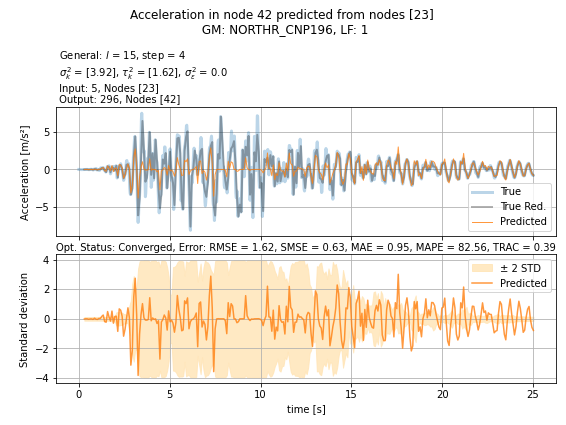 Acceleration in node 42 predicted from nodes [23]
GM: NORTHR_CNP196, LF: 1
General: l = 15, step = 4
σ²ₖ = [3.92], τ²ₖ = [1.62], σ²ε = 0.0
Input: 5, Nodes [23]
Output: 296, Nodes [42]
Acceleration [m/s²]
5
0
−5
True
True Red.
Predicted
Opt. Status: Converged, Error: RMSE = 1.62, SMSE = 0.63, MAE = 0.95, MAPE = 82.56, TRAC = 0.39
Standard deviation
4
2
0
−2
−4
± 2 STD
Predicted
0 5 10 15 20 25
time [s]